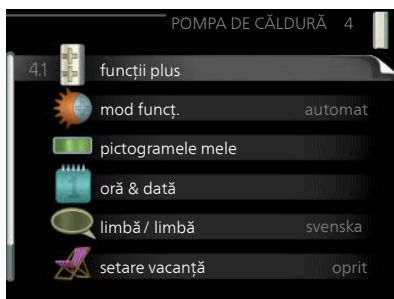 POMPA DE CĂLDURĂ 4
4.1 funcții plus
mod funcț. automat
pictogramele mele
oră & dată
limbă / limbă svenska
setare vacanță oprit